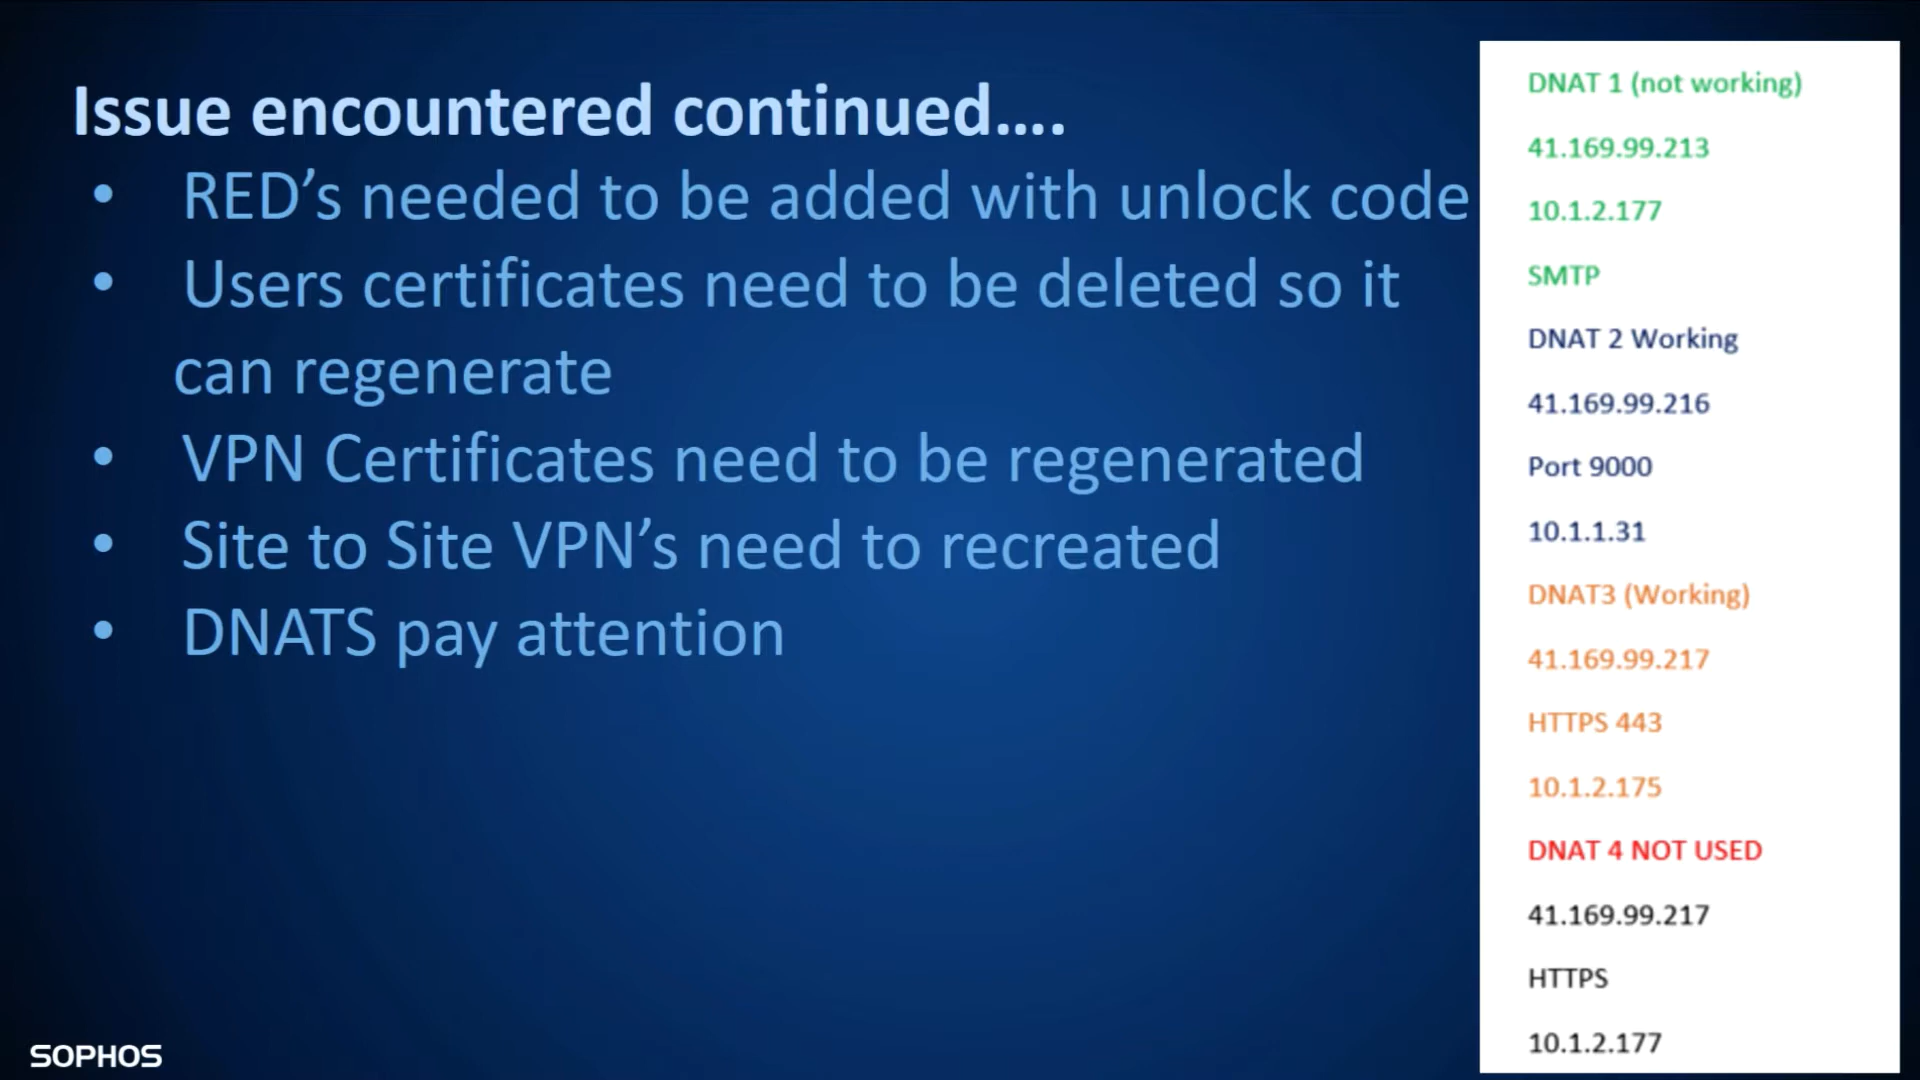 Issue encountered continued....
• RED’s needed to be added with unlock code
• Users certificates need to be deleted so it
can regenerate
• VPN Certificates need to be regenerated
• Site to Site VPN’s need to recreated
• DNATS pay attention
DNAT 1 (not working)
41.169.99.213
10.1.2.177
SMTP
DNAT 2 Working
41.169.99.216
Port 9000
10.1.1.31
DNAT3 (Working)
41.169.99.217
HTTPS 443
10.1.2.175
DNAT 4 NOT USED
41.169.99.217
HTTPS
10.1.2.177
SOPHOS